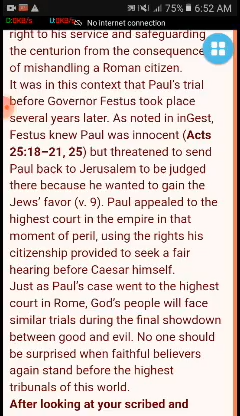 0KB/s 0KB/s 75% 6:52 AM
No internet connection
right to his service and safeguarding
the centurion from the consequence
of mishandling a Roman citizen.
It was in this context that Paul's trial
before Governor Festus took place
several years later. As noted in inGest,
Festus knew Paul was innocent (Acts
25:18–21, 25) but threatened to send
Paul back to Jerusalem to be judged
there because he wanted to gain the
Jews' favor (v. 9). Paul appealed to the
highest court in the empire in that
moment of peril, using the rights his
citizenship provided to seek a fair
hearing before Caesar himself.
Just as Paul's case went to the highest
court in Rome, God's people will face
similar trials during the final showdown
between good and evil. No one should
be surprised when faithful believers
again stand before the highest
tribunals of this world.
After looking at your scribed and